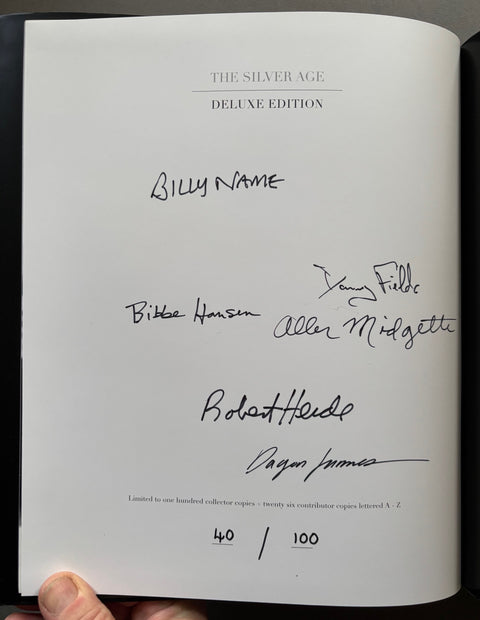 THE SILVER AGE
DELUXE EDITION
BILLY NAME
Danny Fields
Bibbe Hansen
Allen Midgette
Robert Heide
Dagon James
Limited to one hundred collector copies - twenty six contributor copies lettered A - Z
40 / 100